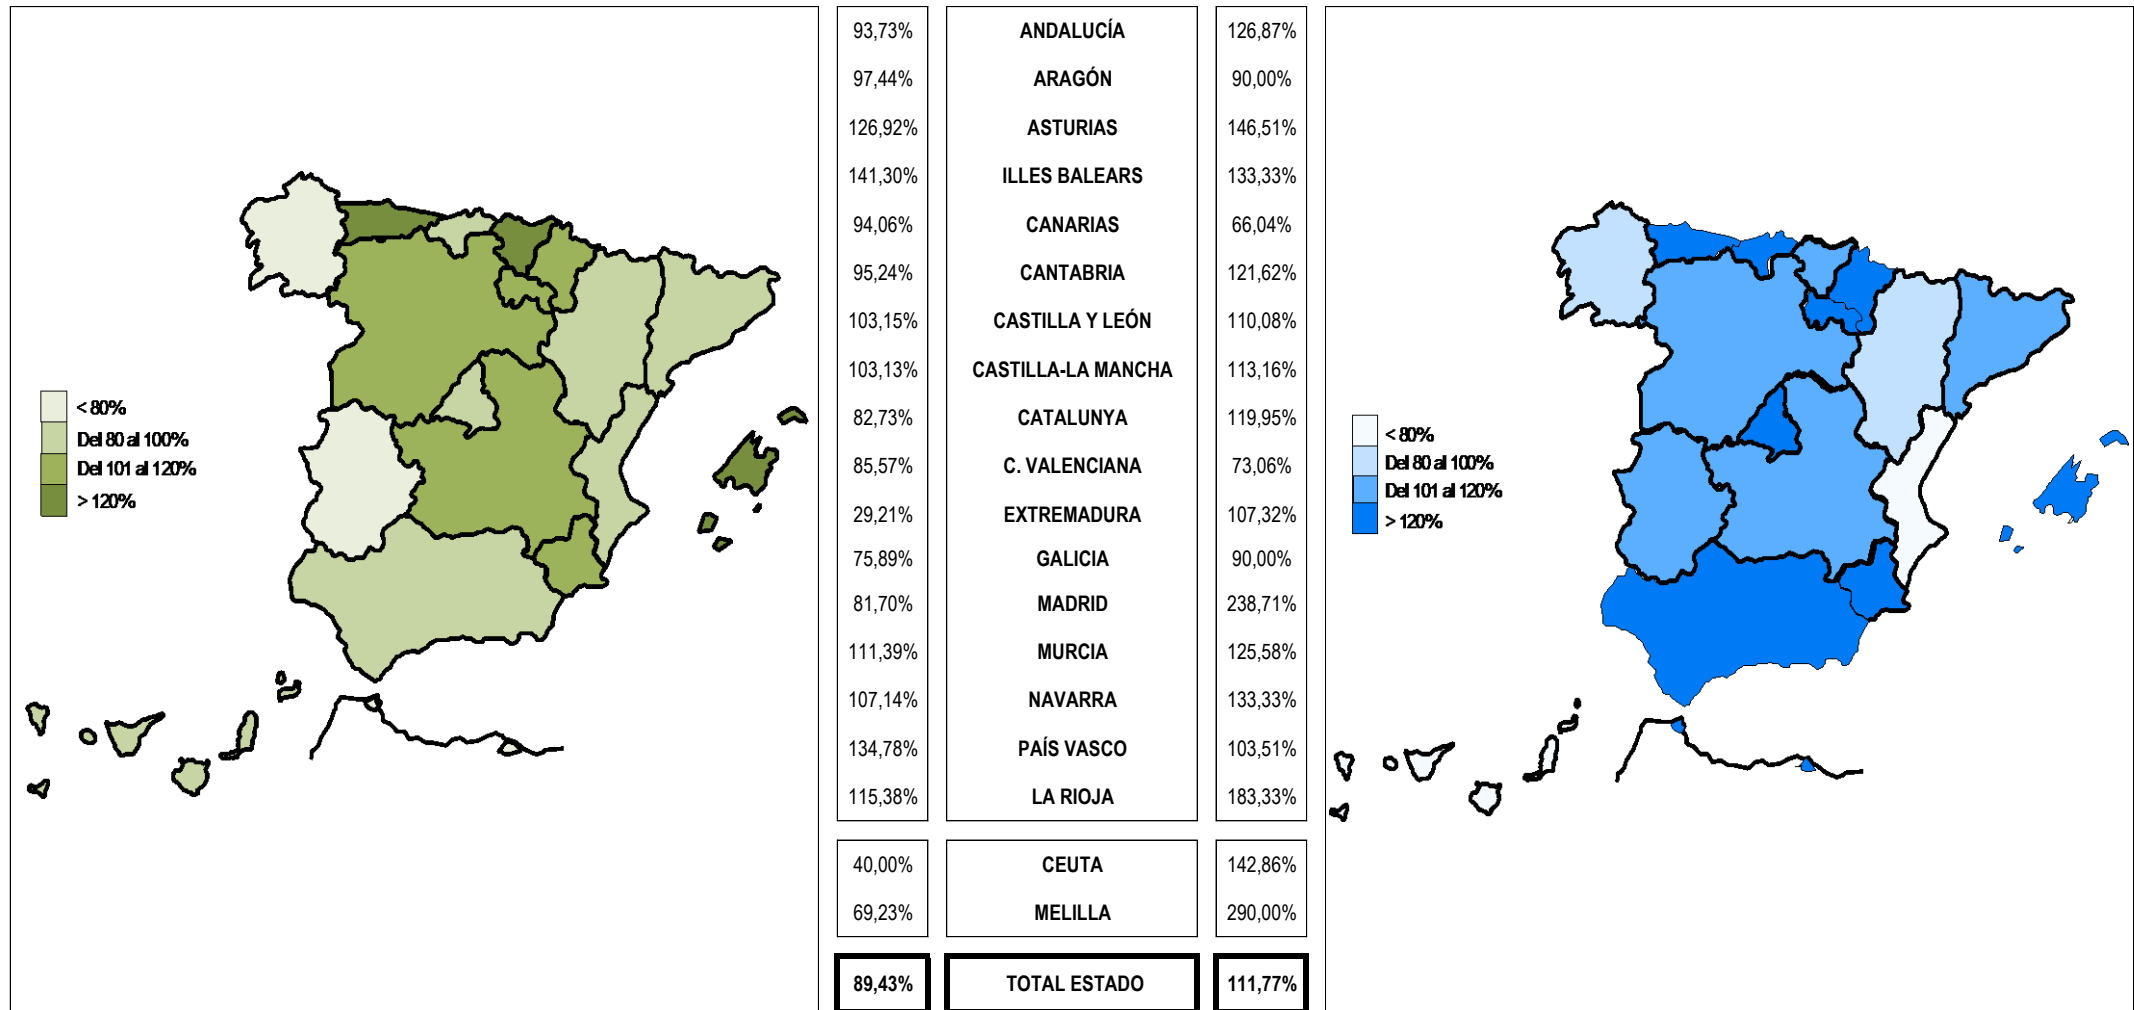 93,73% ANDALUCÍA 126,87%
97,44% ARAGÓN 90,00%
126,92% ASTURIAS 146,51%
141,30% ILLES BALEARS 133,33%
94,06% CANARIAS 66,04%
95,24% CANTABRIA 121,62%
103,15% CASTILLA Y LEÓN 110,08%
103,13% CASTILLA-LA MANCHA 113,16%
82,73% CATALUNYA 119,95%
85,57% C. VALENCIANA 73,06%
29,21% EXTREMADURA 107,32%
75,89% GALICIA 90,00%
81,70% MADRID 238,71%
111,39% MURCIA 125,58%
107,14% NAVARRA 133,33%
134,78% PAÍS VASCO 103,51%
115,38% LA RIOJA 183,33%
40,00% CEUTA 142,86%
69,23% MELILLA 290,00%
89,43% TOTAL ESTADO 111,77%
< 80%
Del 80 al 100%
Del 101 al 120%
> 120%
< 80%
Del 80 al 100%
Del 101 al 120%
> 120%